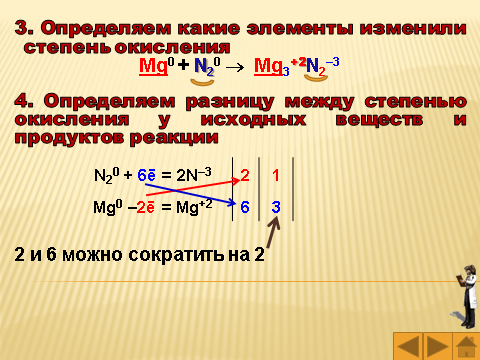 3. Определяем какие элементы изменили
степень окисления
Mg⁰ + N₂⁰ → Mg₃⁺²N₂⁻³
4. Определяем разницу между степенью
окисления у исходных веществ и
продуктов реакции
N₂⁰ + 6ē = 2N⁻³ 2 1
Mg⁰ –2ē = Mg⁺² 6 3
2 и 6 можно сократить на 2